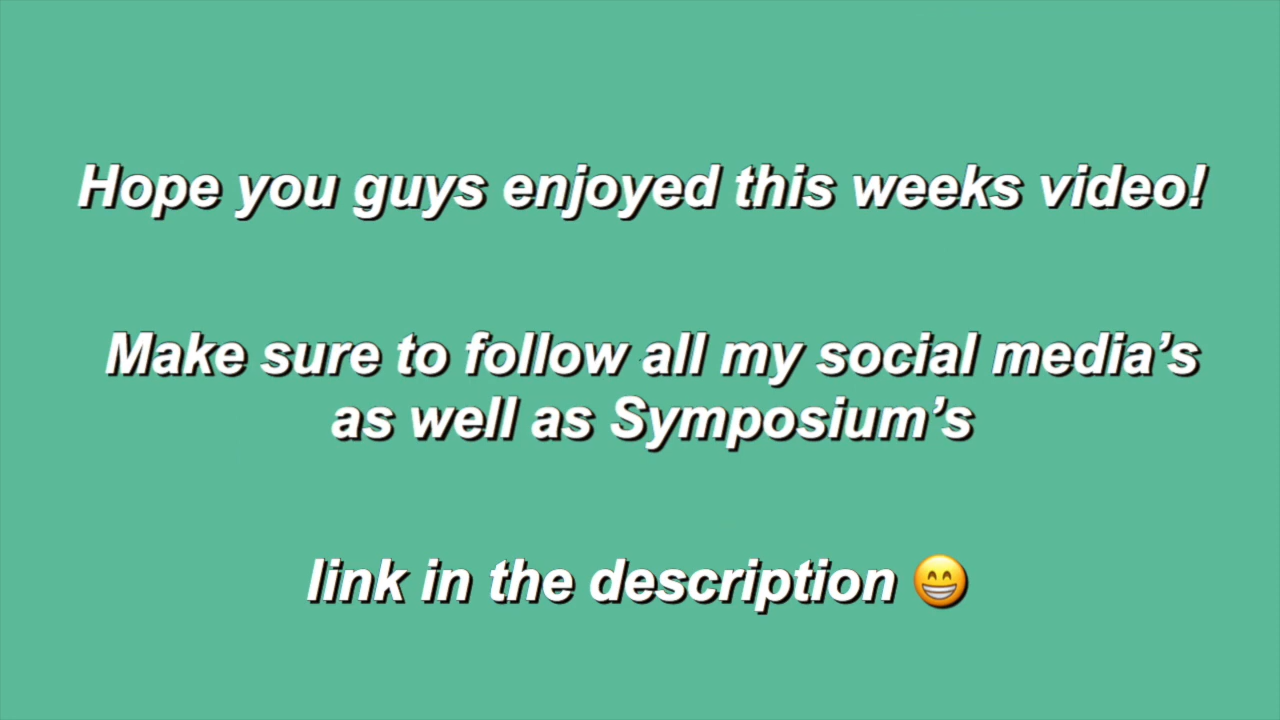 Hope you guys enjoyed this weeks video!
Make sure to follow all my social media’s
as well as Symposium’s
link in the description 😁